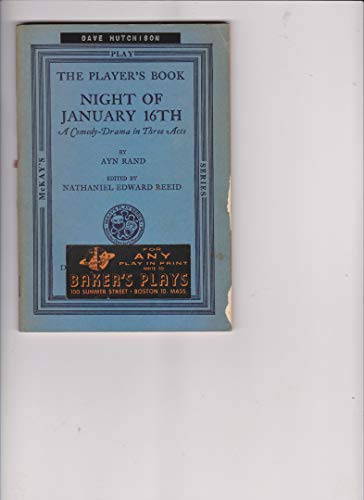 DAVE HUTCHISON
PLAY
THE PLAYER'S BOOK
NIGHT OF
JANUARY 16TH
A Comedy-Drama in Three Acts
BY
AYN RAND
EDITED BY
NATHANIEL EDWARD REEID
McKAY'S
SERIES
D
FOR
ANY
PLAY IN PRINT
WRITE TO
BAKER'S PLAYS
100 SUMMER STREET • BOSTON 10, MASS.